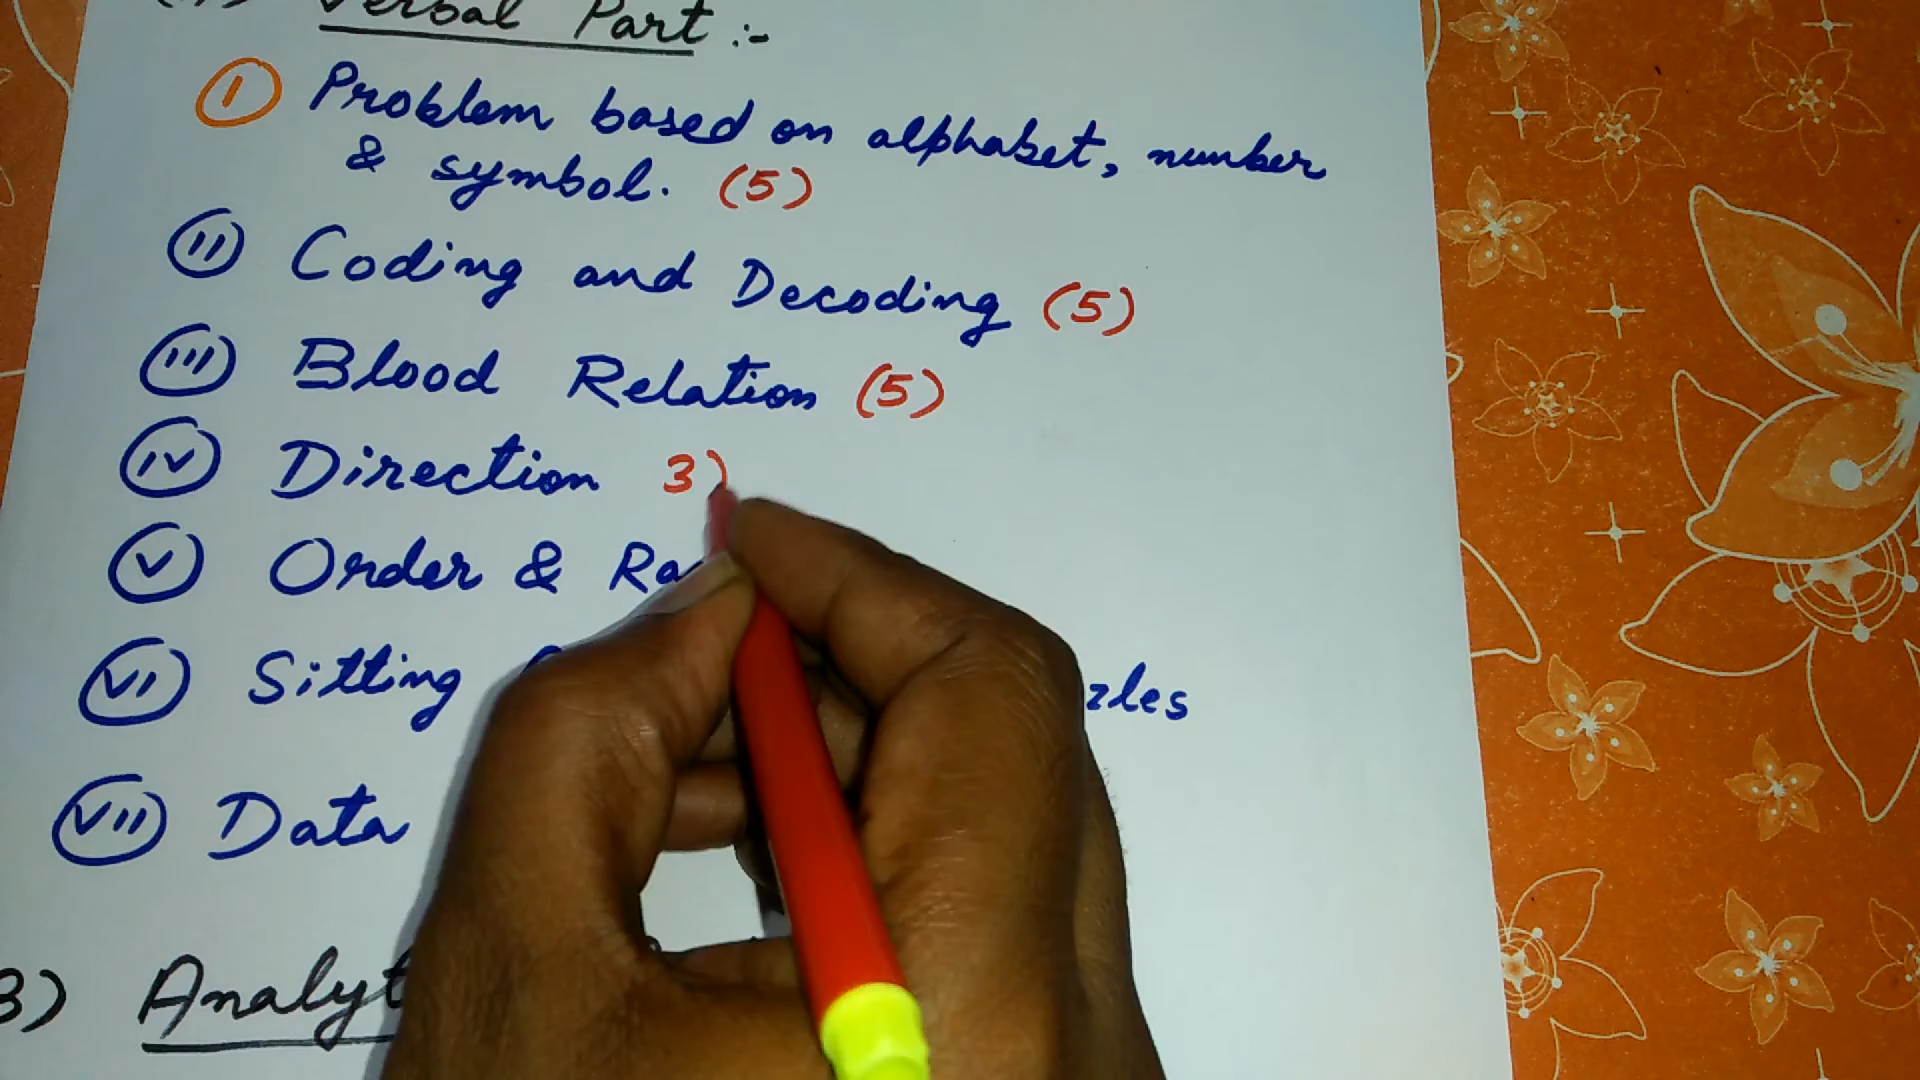 Verbal Part :-
(I) Problem based on alphabet, number
& symbol. (5)
(II) Coding and Decoding (5)
(III) Blood Relation (5)
(IV) Direction 3)
(V) Order & Ra
(VI) Sitting zles
(VII) Data
3) Analyt